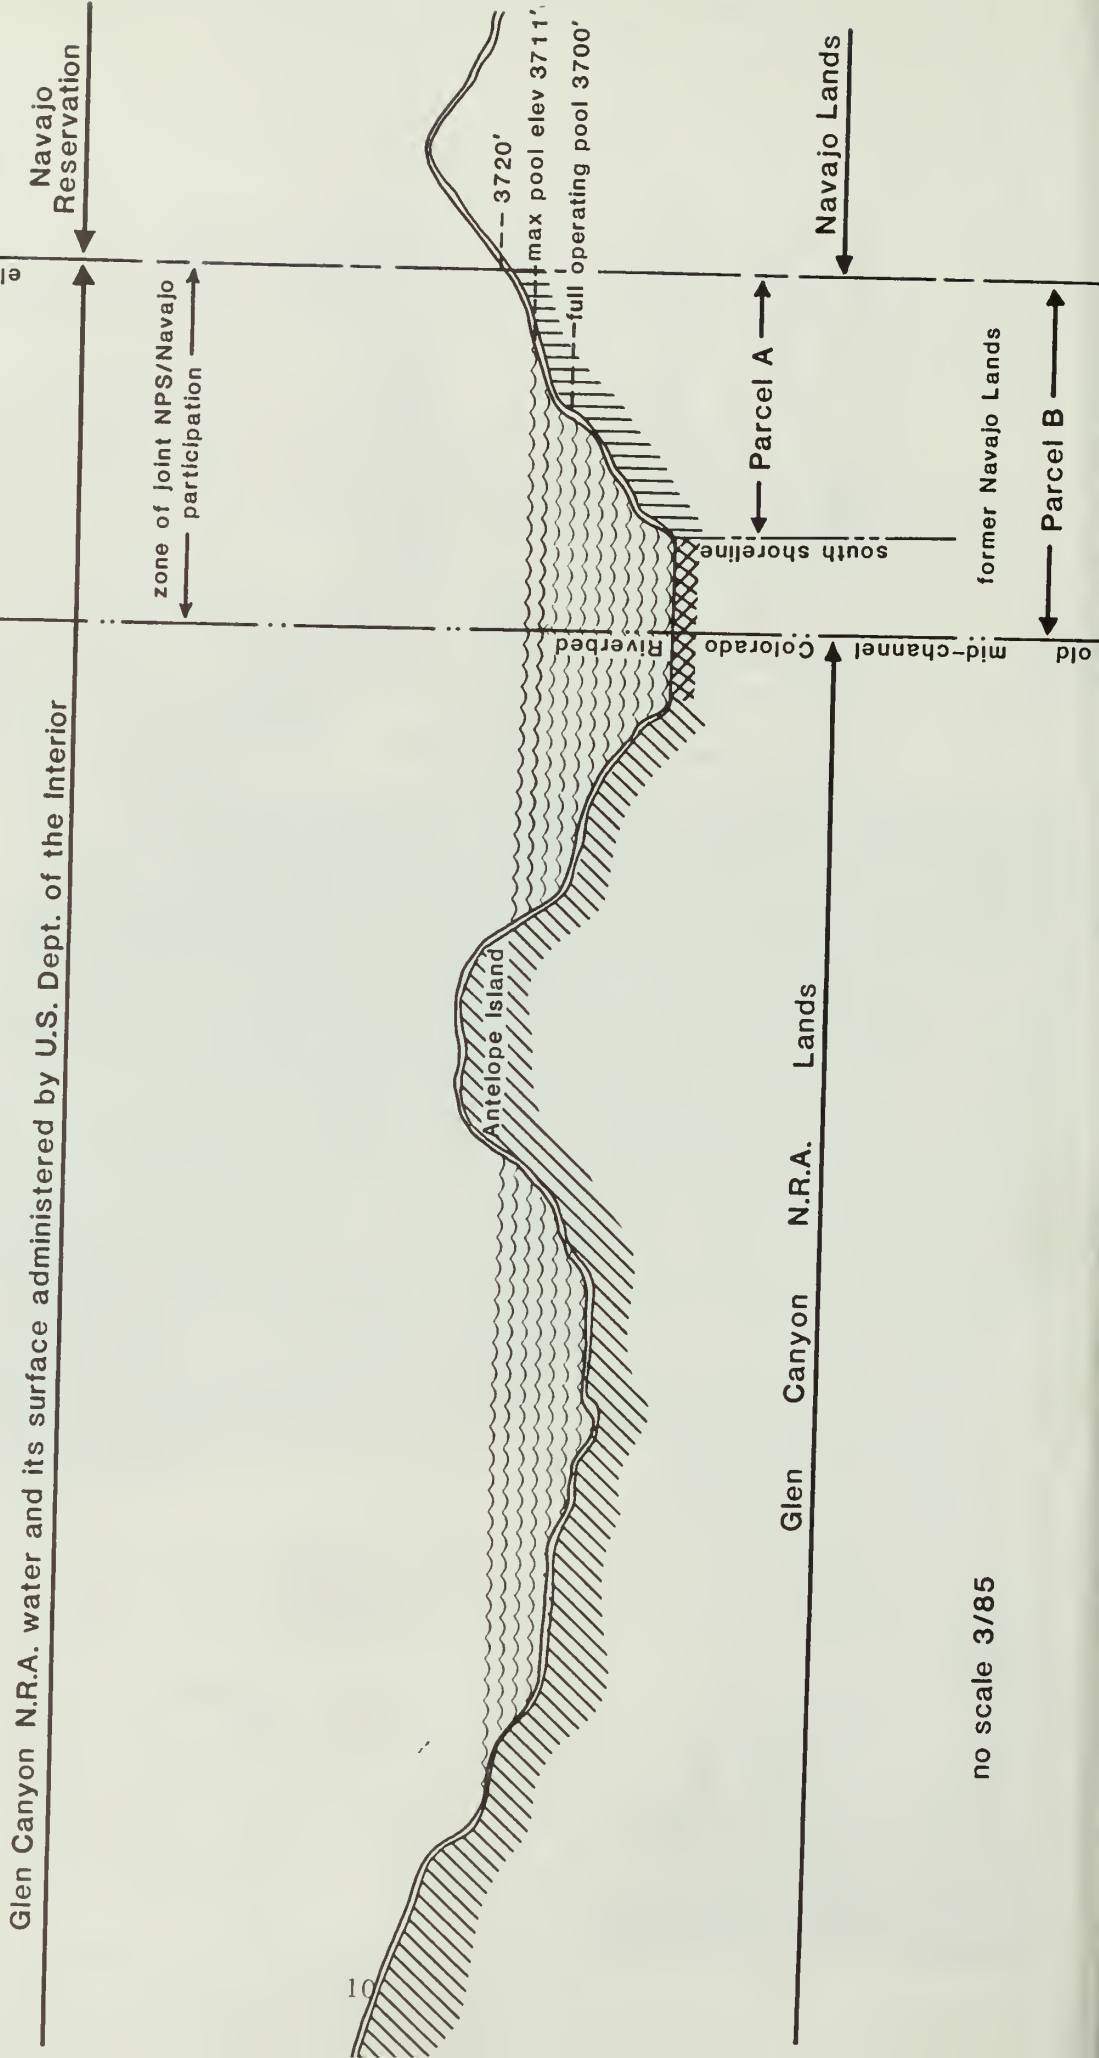 Glen Canyon N.R.A. water and its surface administered by U.S. Dept. of the Interior
Navajo
Reservation
el
zone of joint NPS/Navajo
participation
3720'
max pool elev 3711'
full operating pool 3700'
Antelope Island
Riverbed
Colorado
mid-channel
old
south shoreline
Parcel A
Navajo Lands
Glen Canyon N.R.A. Lands
former Navajo Lands
Parcel B
no scale 3/85
10